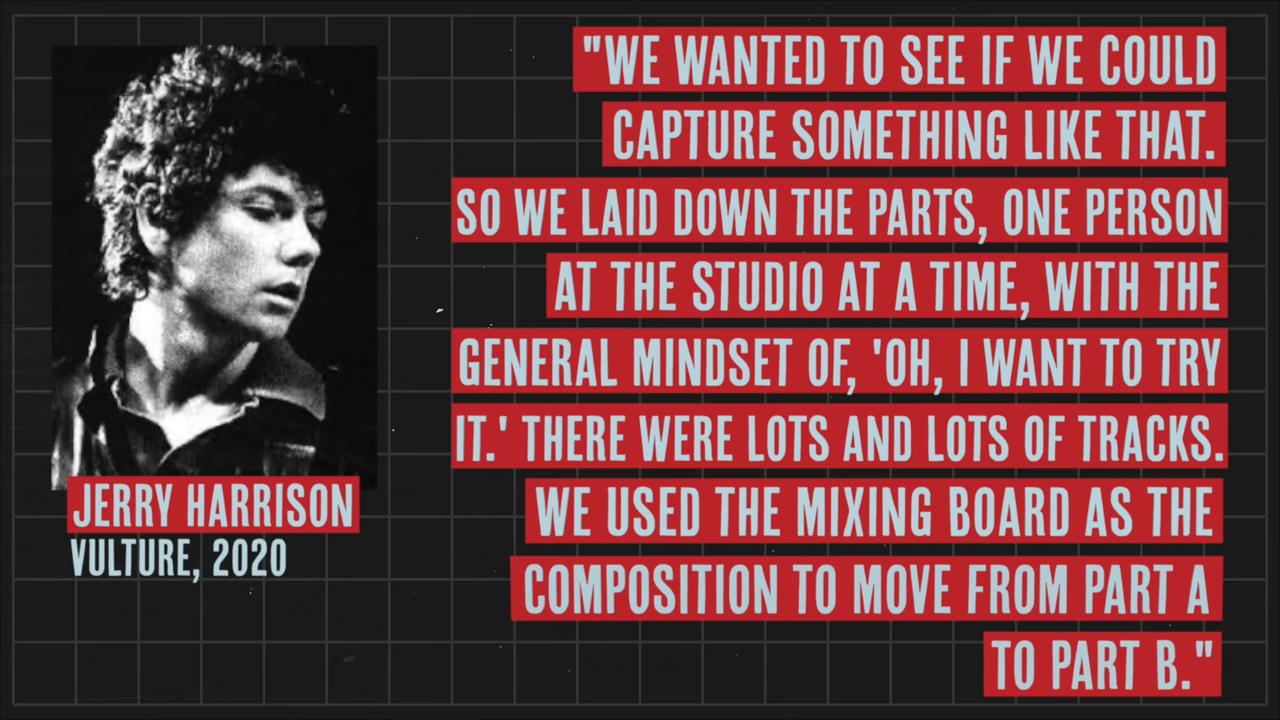 "WE WANTED TO SEE IF WE COULD
CAPTURE SOMETHING LIKE THAT.
SO WE LAID DOWN THE PARTS, ONE PERSON
AT THE STUDIO AT A TIME, WITH THE
GENERAL MINDSET OF, 'OH, I WANT TO TRY
IT.' THERE WERE LOTS AND LOTS OF TRACKS.
WE USED THE MIXING BOARD AS THE
COMPOSITION TO MOVE FROM PART A
TO PART B."
JERRY HARRISON
VULTURE, 2020